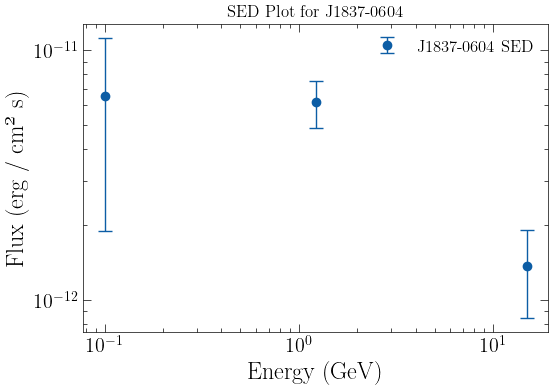 SED Plot for J1837-0604
J1837-0604 SED
10⁻¹¹
10⁻¹²
Flux (erg / cm² s)
10⁻¹ 10⁰ 10¹
Energy (GeV)